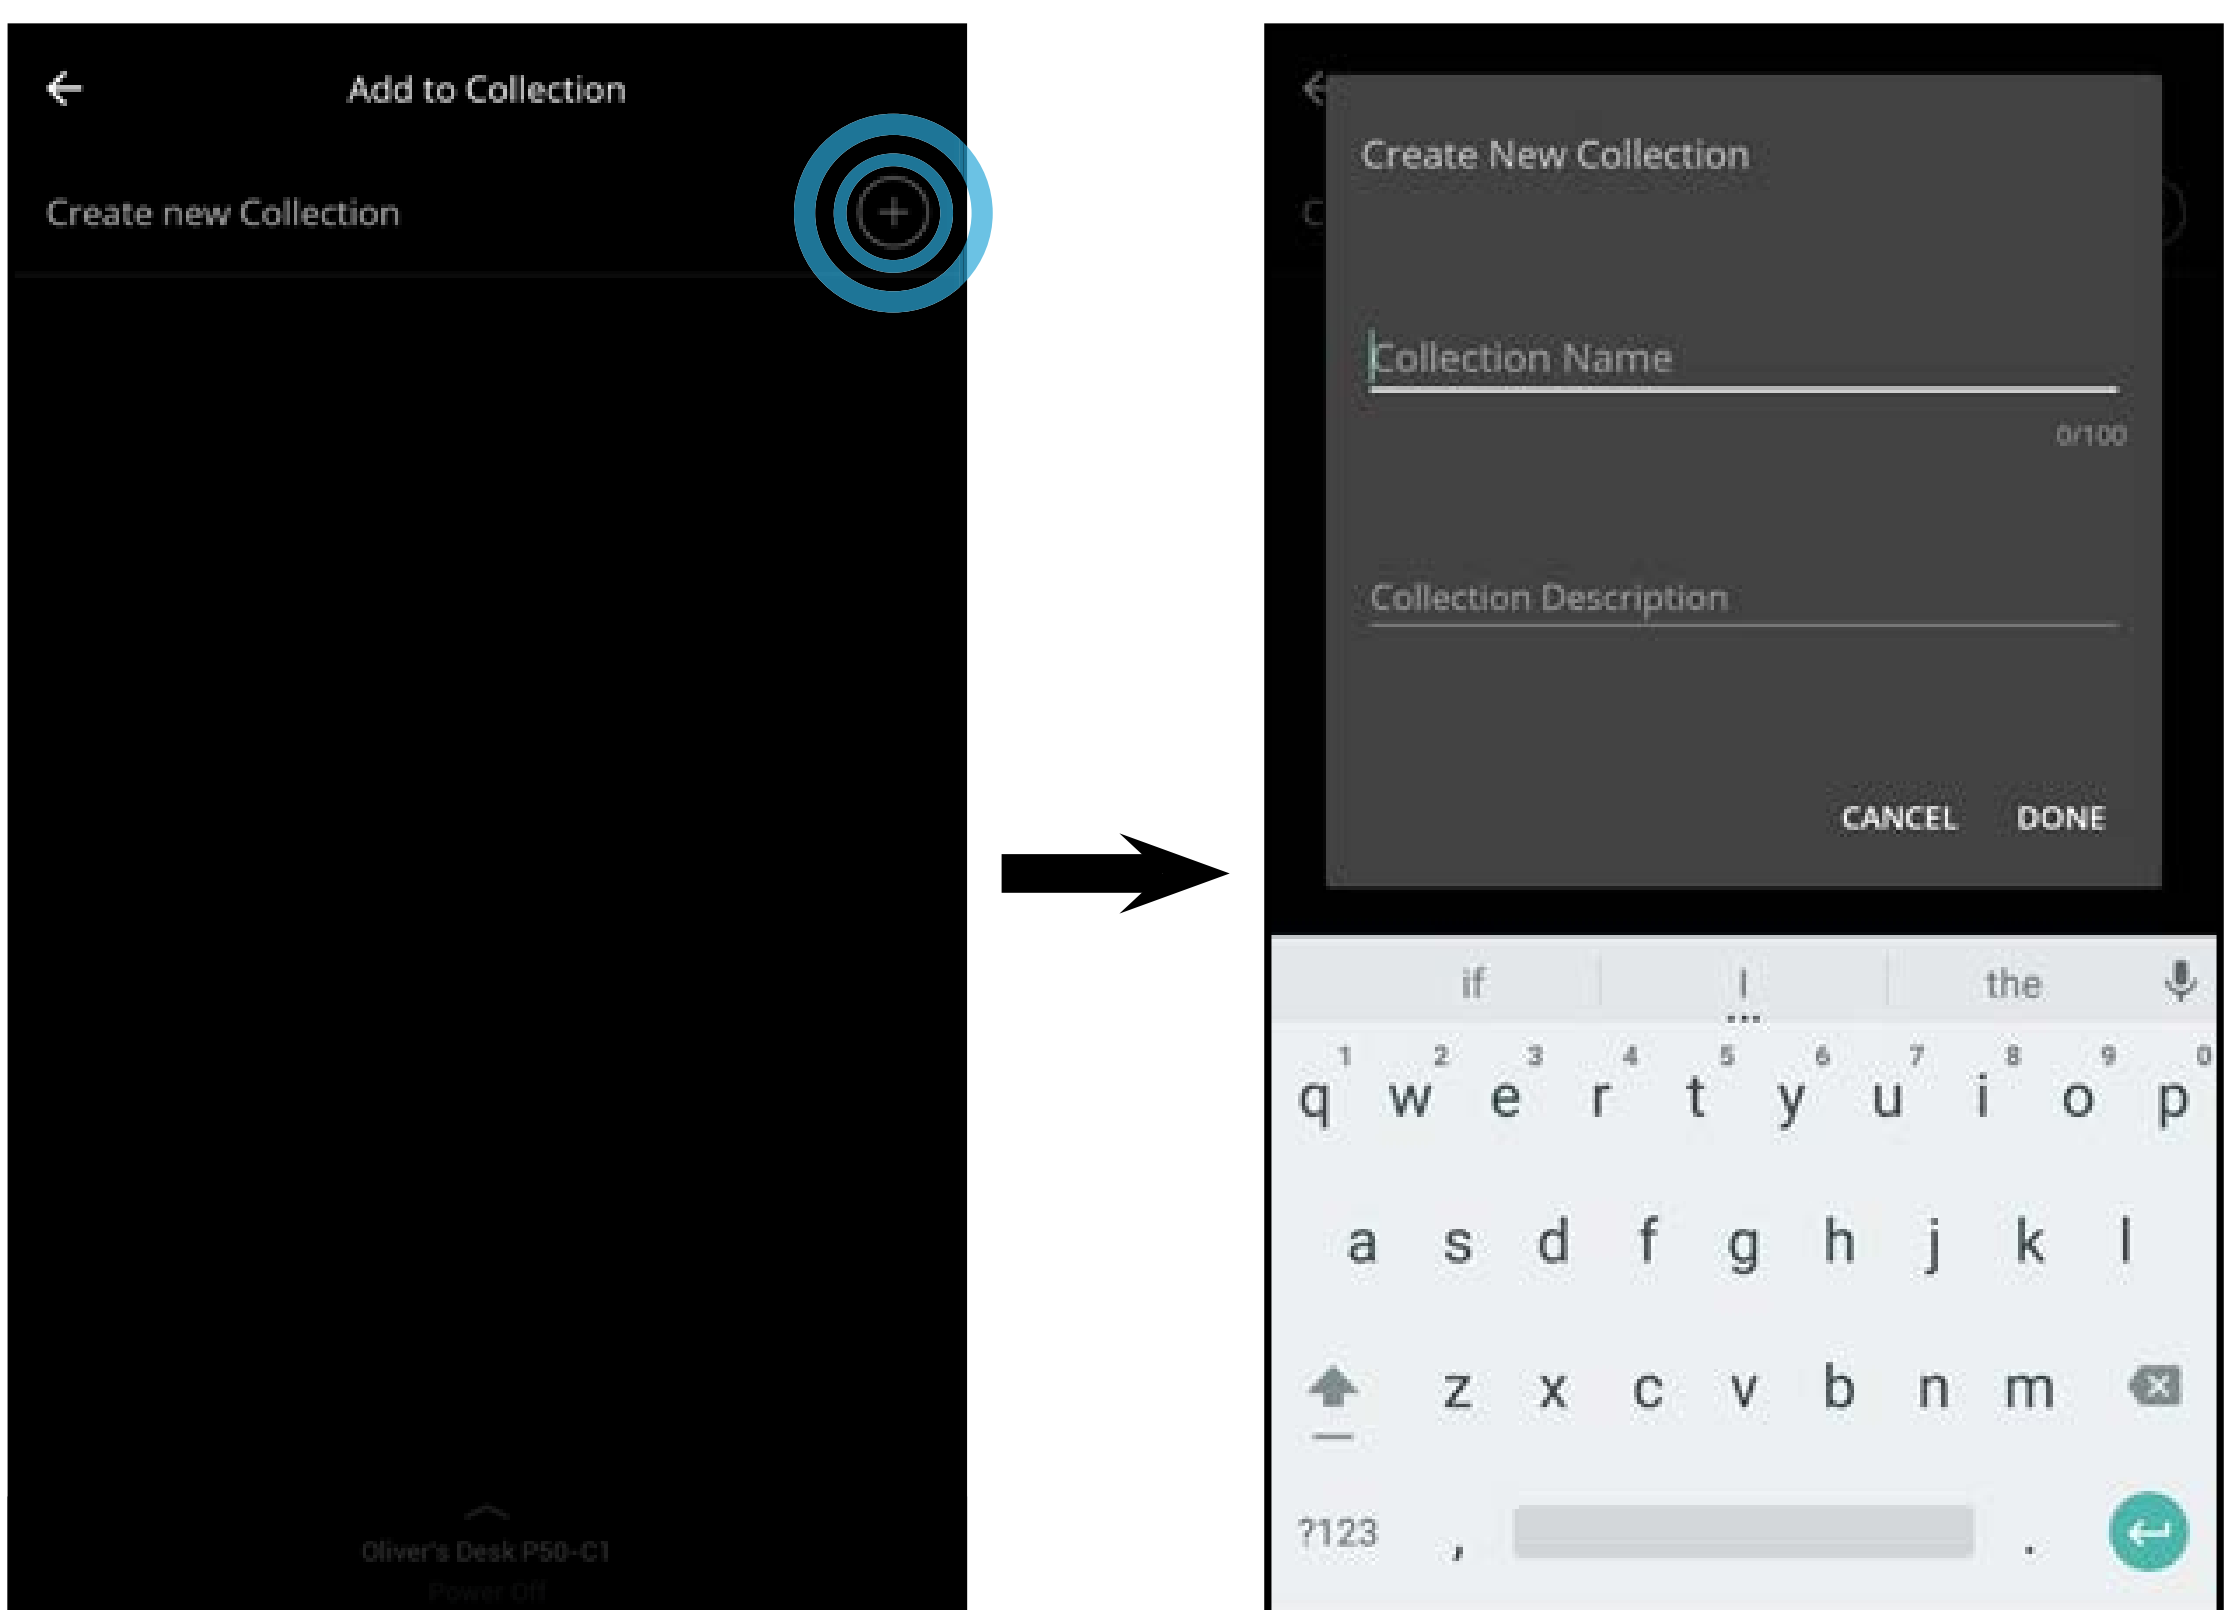 Add to Collection
Create new Collection
Oliver's Desk P50-C1
Power Off
Create New Collection
Collection Name
0/100
Collection Description
CANCEL DONE
if I the
1 2 3 4 5 6 7 8 9 0
q w e r t y u i o p
a s d f g h j k l
z x c v b n m
?123 , .